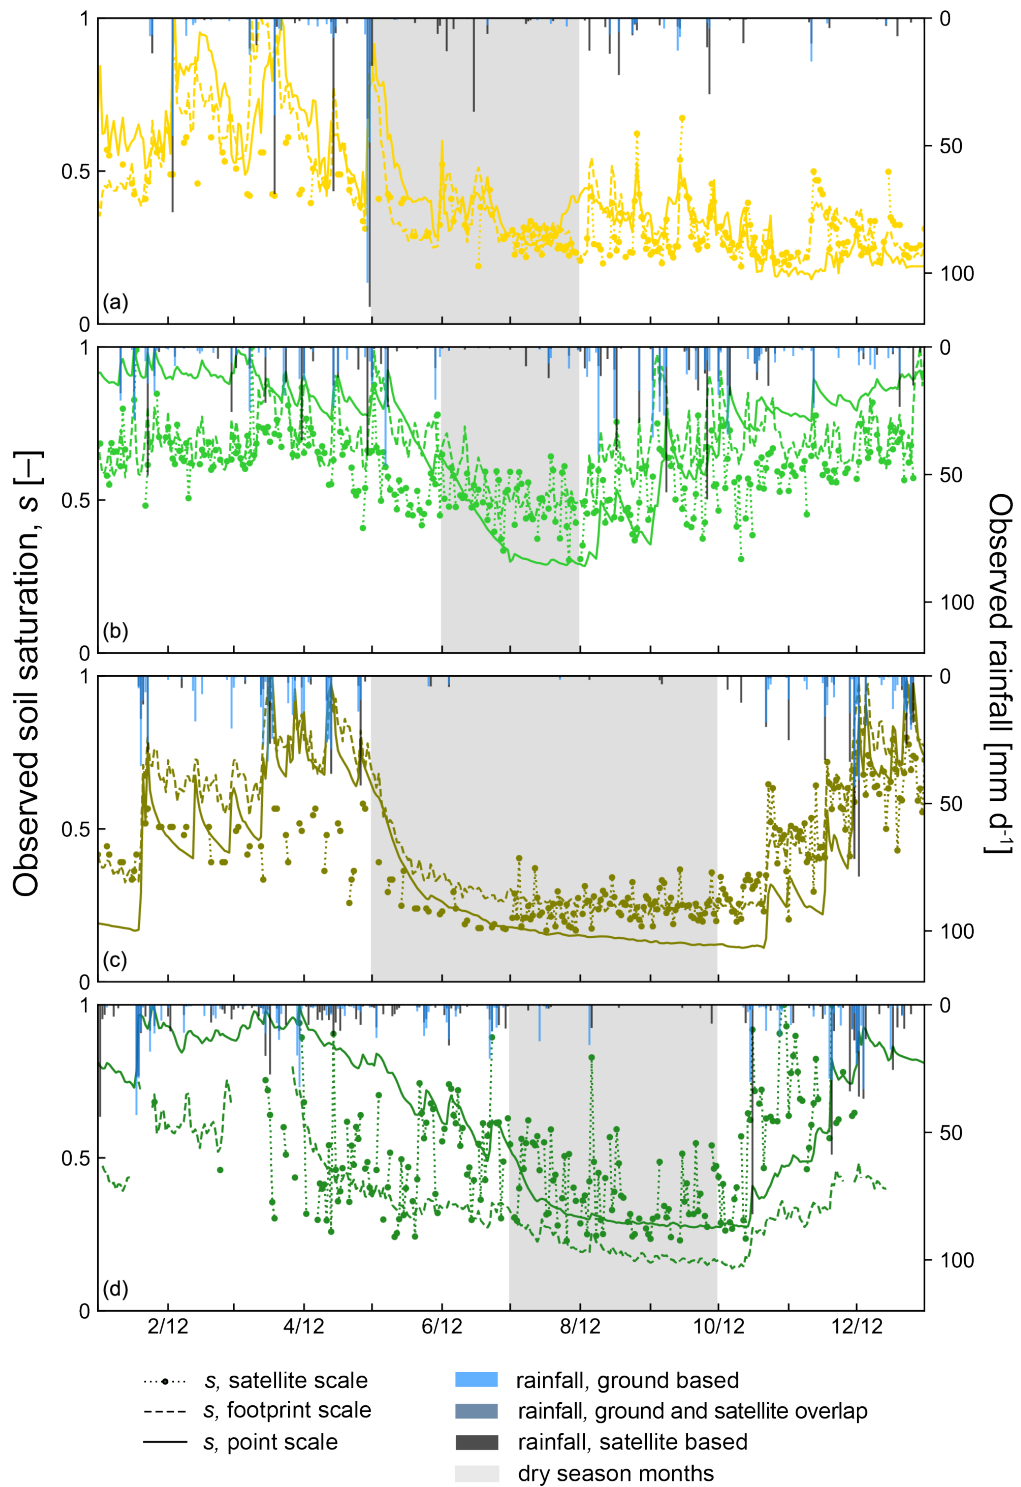 1
0
0.5
50
100
(a)
0
1
0
0.5
50
100
(b)
0
1
0
0.5
50
100
(c)
0
1
0
0.5
50
100
(d)
0
2/12
4/12
6/12
8/12
10/12
12/12
Observed soil saturation, s [–]
Observed rainfall [mm d-1]
s, satellite scale
s, footprint scale
s, point scale
rainfall, ground based
rainfall, ground and satellite overlap
rainfall, satellite based
dry season months